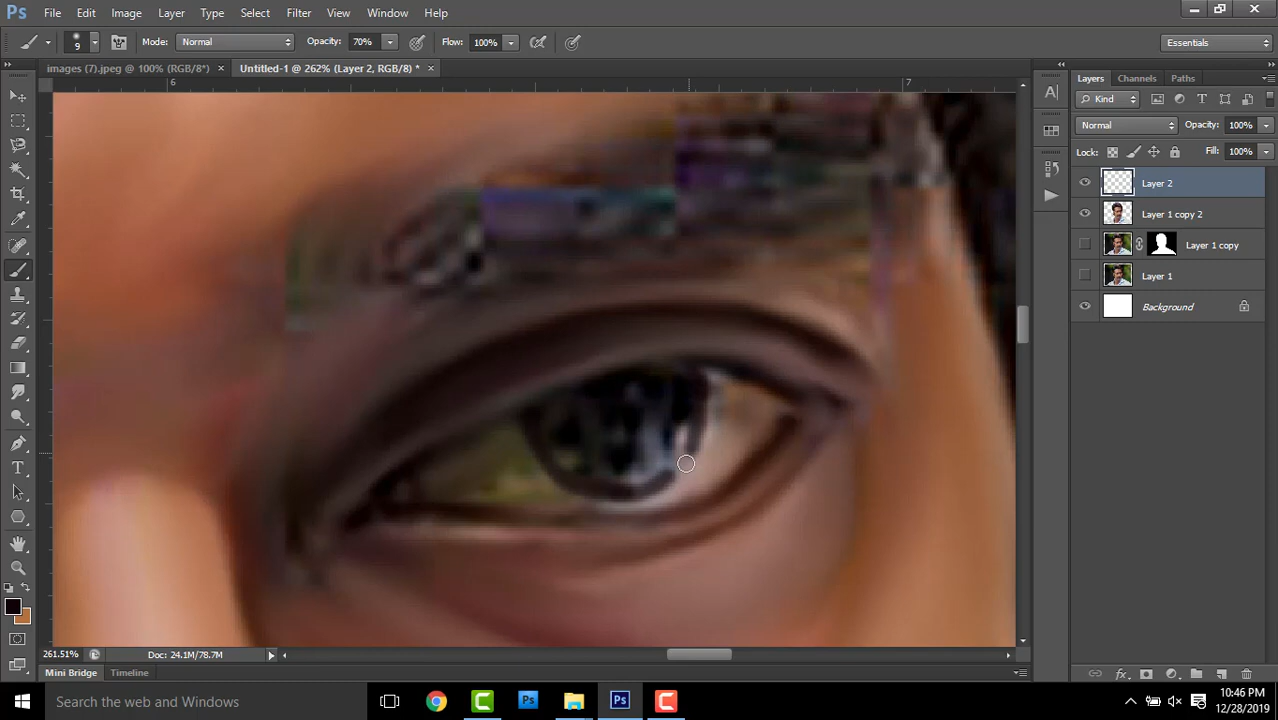 Ps File Edit Image Layer Type Select Filter View Window Help
9 Mode: Normal Opacity: 70% Flow: 100% Essentials
images (7).jpeg @ 100% (RGB/8*) × Untitled-1 @ 262% (Layer 2, RGB/8) * ×
6 7
Layers Channels Paths
Kind
Normal Opacity: 100%
Lock: Fill: 100%
Layer 2
Layer 1 copy 2
Layer 1 copy
Layer 1
Background
261.51% Doc: 24.1M/78.7M
Mini Bridge Timeline
Search the web and Windows
10:46 PM
12/28/2019